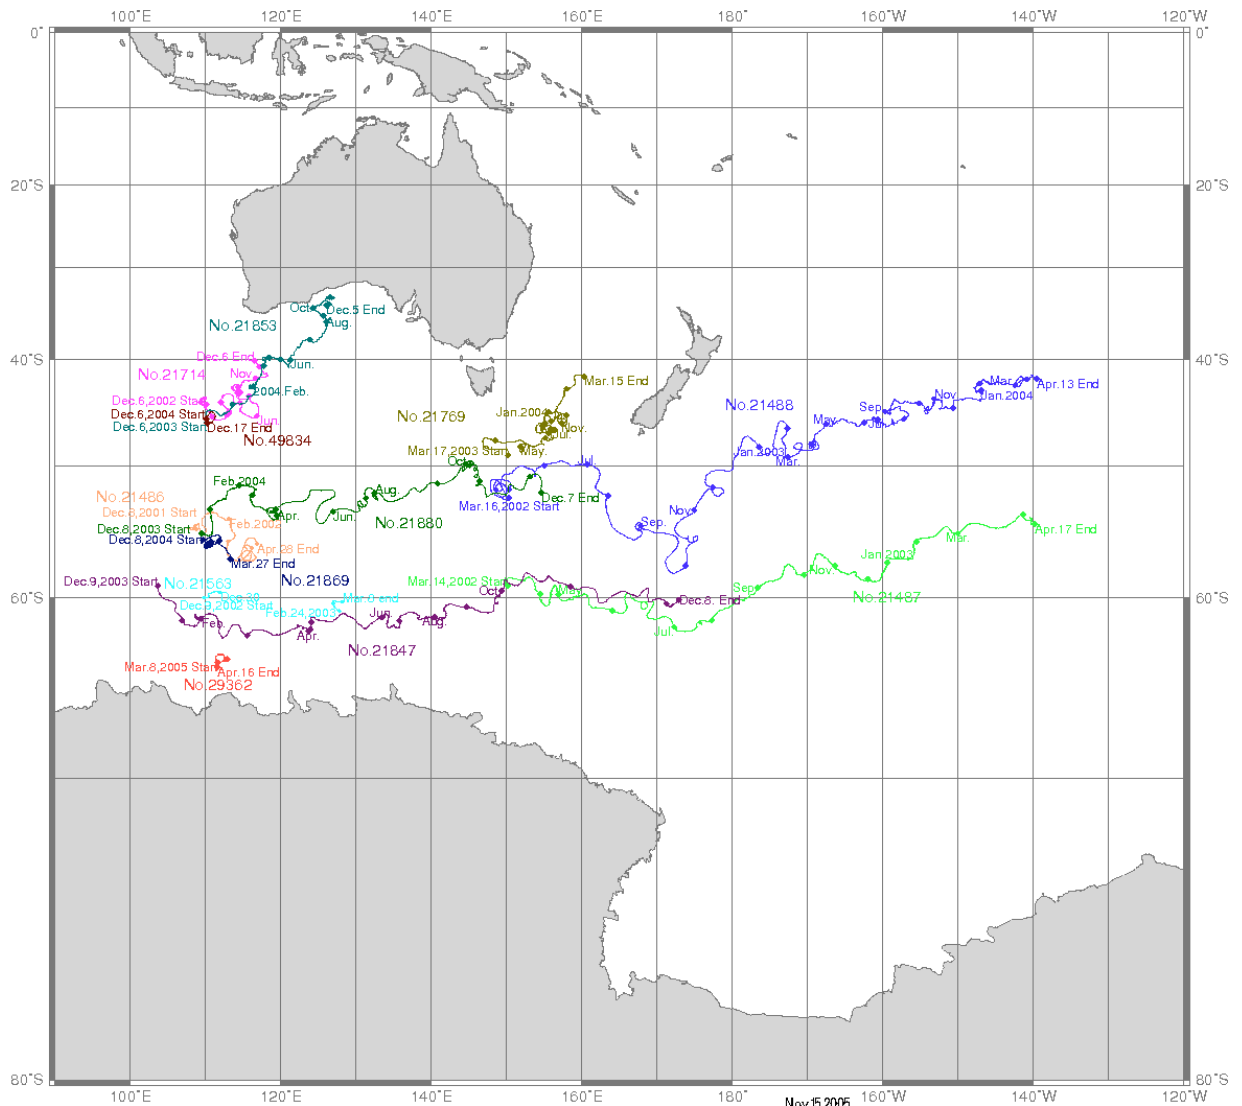 100°E 120°E 140°E 160°E 180° 160°W 140°W 120°W
0° 0°
20°S 20°S
Oct.
Dec.5 End
No.21853
Aug.
40°S 40°S
Dec.6 End
Jun.
No.21714
Nov.
Mar.15 End
Mar.
Apr.13 End
2004.Feb.
Nov.
Jan.2004
Dec.6,2002 Start
No.21488
Sep.
Dec.6,2004 Start
Jan.2004
No.21769
Jun.
May.
Dec.6,2003 Start
Dec.17 End
Nov.
Jul.
No.49834
Mar.17,2003 Start
May.
Jan.2003
Oct.
Jul.
Mar.
Feb.2004
Aug.
No.21486
Dec.7 End
Dec.8,2001 Start
Mar.16,2002 Start
Nov.
Jun.
Apr.
No.21880
Sep.
Dec.8,2003 Start
Feb.2002
Apr.17 End
Dec.8,2004 Start
Mar.
Apr.28 End
Jan.2003
Mar.27 End
Nov.
Dec.9,2003 Start
No.21563
No.21869
Mar.14,2002 Start
Sep.
Oct.
May.
No.21487
60°S 60°S
Dec.9,2002 Start
Mar.6 end
Dec.8. End
Feb.24,2003
Feb.
Jun.
Aug.
Apr.
Jul.
No.21847
Mar.8,2005 Start
Apr.16 End
No.29362
80°S 80°S
100°E 120°E 140°E 160°E 180° 160°W 140°W 120°W
Nov.15,2005